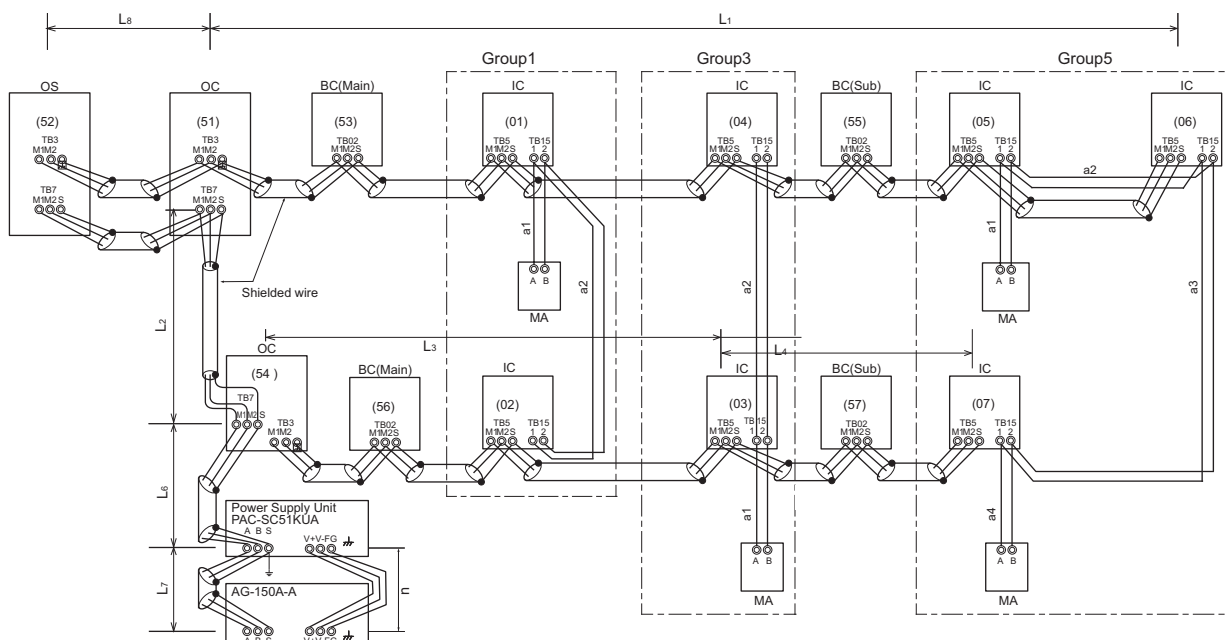 L8
L1
Group1
Group3
Group5
OS
OC
BC(Main)
IC
IC
BC(Sub)
IC
IC
(52)
(51)
(53)
(01)
(04)
(55)
(05)
(06)
TB3
M1M2
TB3
M1M2
TB02
M1M2S
TB5
M1M2S
TB15
1 2
TB5
M1M2S
TB15
1 2
TB02
M1M2S
TB5
M1M2S
TB15
1 2
TB5
M1M2S
TB15
1 2
TB7
M1M2S
TB7
M1M2S
a2
a1
a2
a2
a1
a3
A B
MA
A B
MA
Shielded wire
L2
L3
L4
OC
BC(Main)
IC
IC
BC(Sub)
IC
(54 )
(56)
(02)
(03)
(57)
(07)
TB7
M1M2S
TB3
M1M2
TB02
M1M2S
TB5
M1M2S
TB15
1 2
TB5
M1M2S
TB15
1 2
TB02
M1M2S
TB5
M1M2S
TB15
1 2
L6
Power Supply Unit
PAC-SC51KUA
A B S
V+V-FG
a1
a4
A B
MA
A B
MA
L7
n
AG-150A-A
A B S
V+V-FG